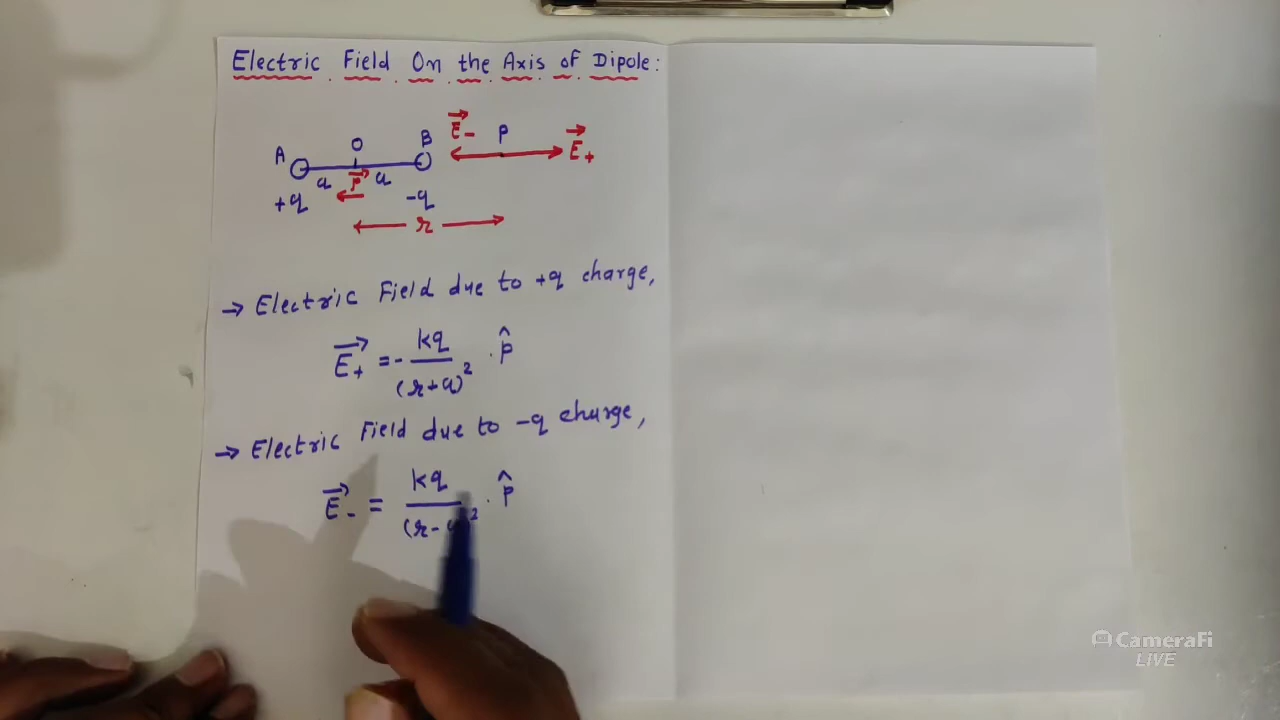 Electric Field On the Axis of Dipole:
E⃗₋ P E⃗₊
A O B
a P⃗ a
+q -q
r
→ Electric Field due to +q charge,
E⃗₊ = - kq / (r+a)² · p̂
→ Electric Field due to -q charge,
E⃗₋ = kq / (r-a)² · p̂
CameraFi
LIVE